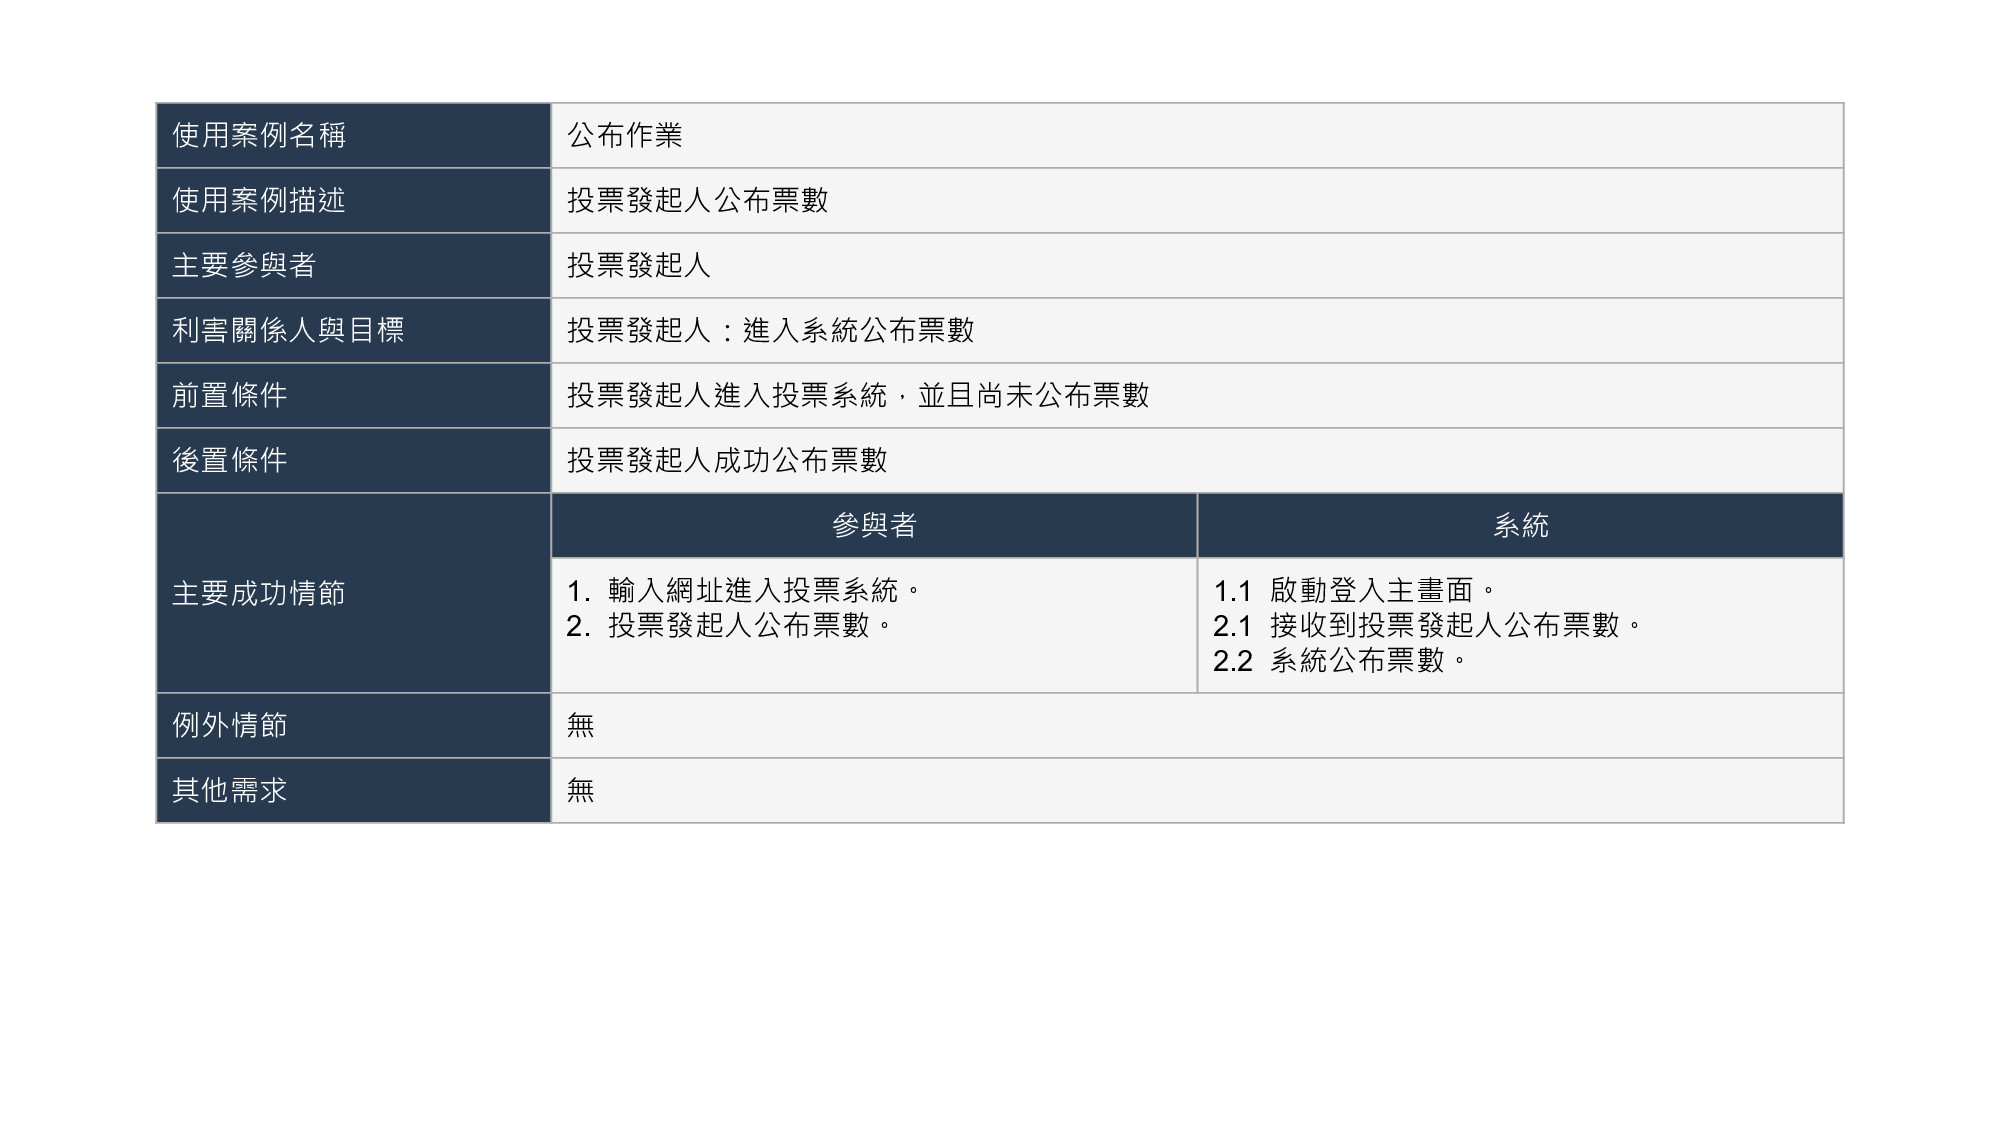 使用案例名稱
公布作業
使用案例描述
投票發起人公布票數
主要參與者
投票發起人
利害關係人與目標
投票發起人：進入系統公布票數
前置條件
投票發起人進入投票系統，並且尚未公布票數
後置條件
投票發起人成功公布票數
主要成功情節
參與者
系統
1. 輸入網址進入投票系統。
2. 投票發起人公布票數。
1.1 啟動登入主畫面。
2.1 接收到投票發起人公布票數。
2.2 系統公布票數。
例外情節
無
其他需求
無